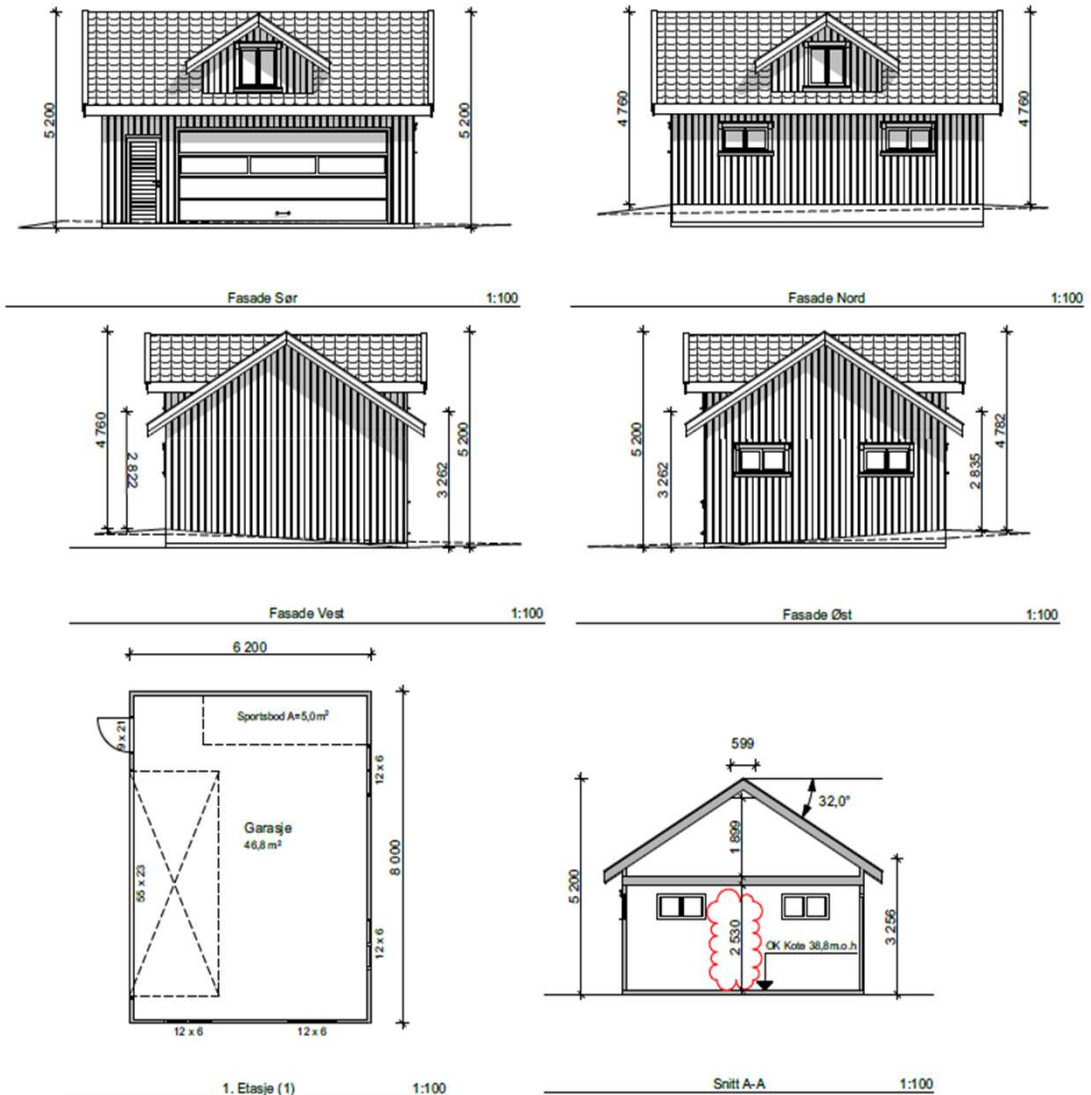 5 200
5 200
Fasade Sør 1:100
4 760
4 760
Fasade Nord 1:100
4 760
2 822
3 262
5 200
Fasade Vest 1:100
5 200
3 262
2 835
4 782
Fasade Øst 1:100
6 200
Sportsbod A=5,0m²
9 x 21
12 x 6
Garasje
46,8 m²
55 x 23
8 000
12 x 6
12 x 6 12 x 6
1. Etasje (1) 1:100
599
32,0°
1 899
5 200
2 530
OK Kote 38,8m.o.h
3 256
Snitt A-A 1:100